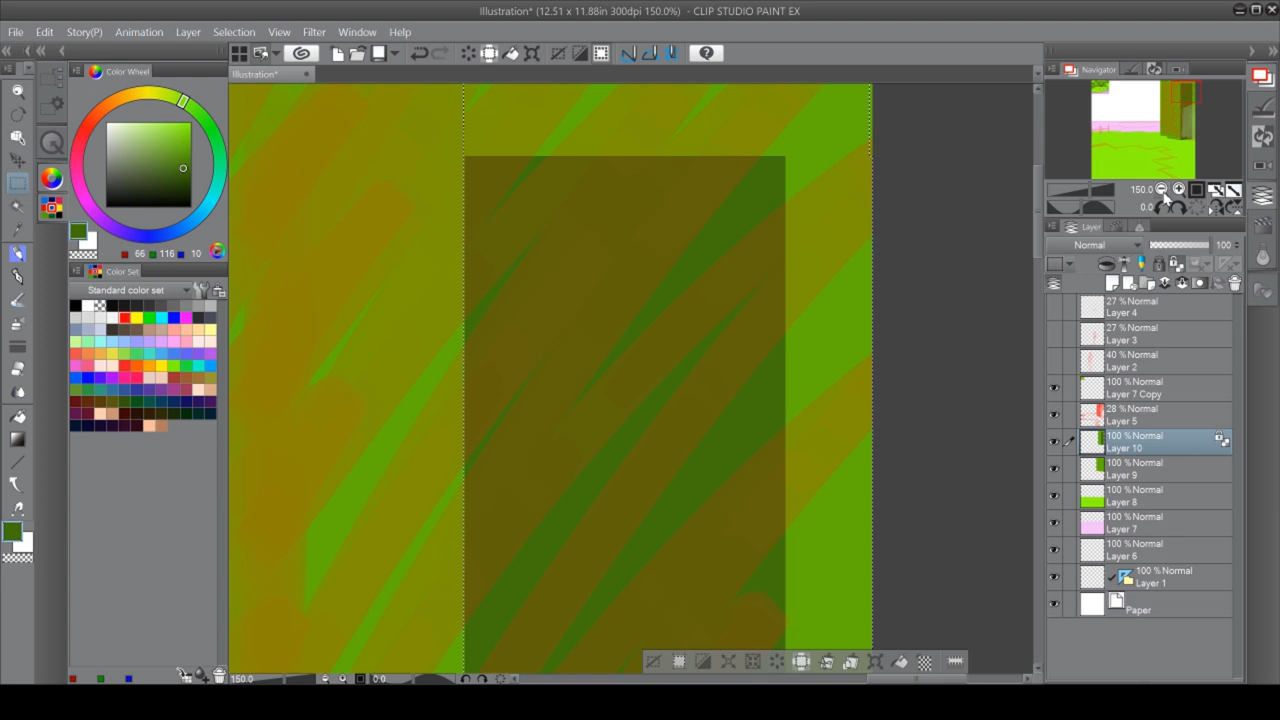 Illustration* (12.51 x 11.88in 300dpi 150.0%) - CLIP STUDIO PAINT EX
File Edit Story(P) Animation Layer Selection View Filter Window Help
Color Wheel
Illustration*
Navigator
150.0
0.0
66 116 10
Color Set
Standard color set
Layer
Normal 100
27 %Normal
Layer 4
27 %Normal
Layer 3
40 %Normal
Layer 2
100 %Normal
Layer 7 Copy
28 %Normal
Layer 5
100 %Normal
Layer 10
100 %Normal
Layer 9
100 %Normal
Layer 8
100 %Normal
Layer 7
100 %Normal
Layer 6
100 %Normal
Layer 1
Paper
150.0 0.0